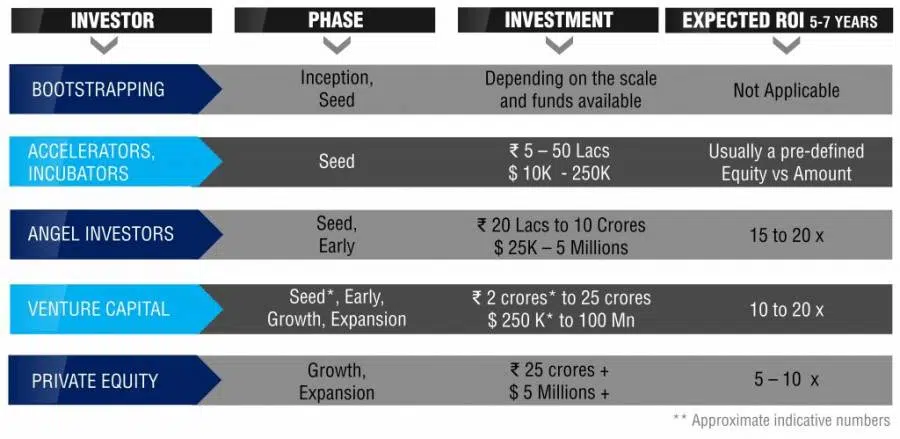 INVESTOR PHASE INVESTMENT EXPECTED ROI 5-7 YEARS
BOOTSTRAPPING
Inception,
Seed
Depending on the scale
and funds available
Not Applicable
ACCELERATORS,
INCUBATORS
Seed
₹ 5 – 50 Lacs
$ 10K - 250K
Usually a pre-defined
Equity vs Amount
ANGEL INVESTORS
Seed,
Early
₹ 20 Lacs to 10 Crores
$ 25K – 5 Millions
15 to 20 x
VENTURE CAPITAL
Seed*, Early,
Growth, Expansion
₹ 2 crores* to 25 crores
$ 250 K* to 100 Mn
10 to 20 x
PRIVATE EQUITY
Growth,
Expansion
₹ 25 crores +
$ 5 Millions +
5 – 10 x
** Approximate indicative numbers